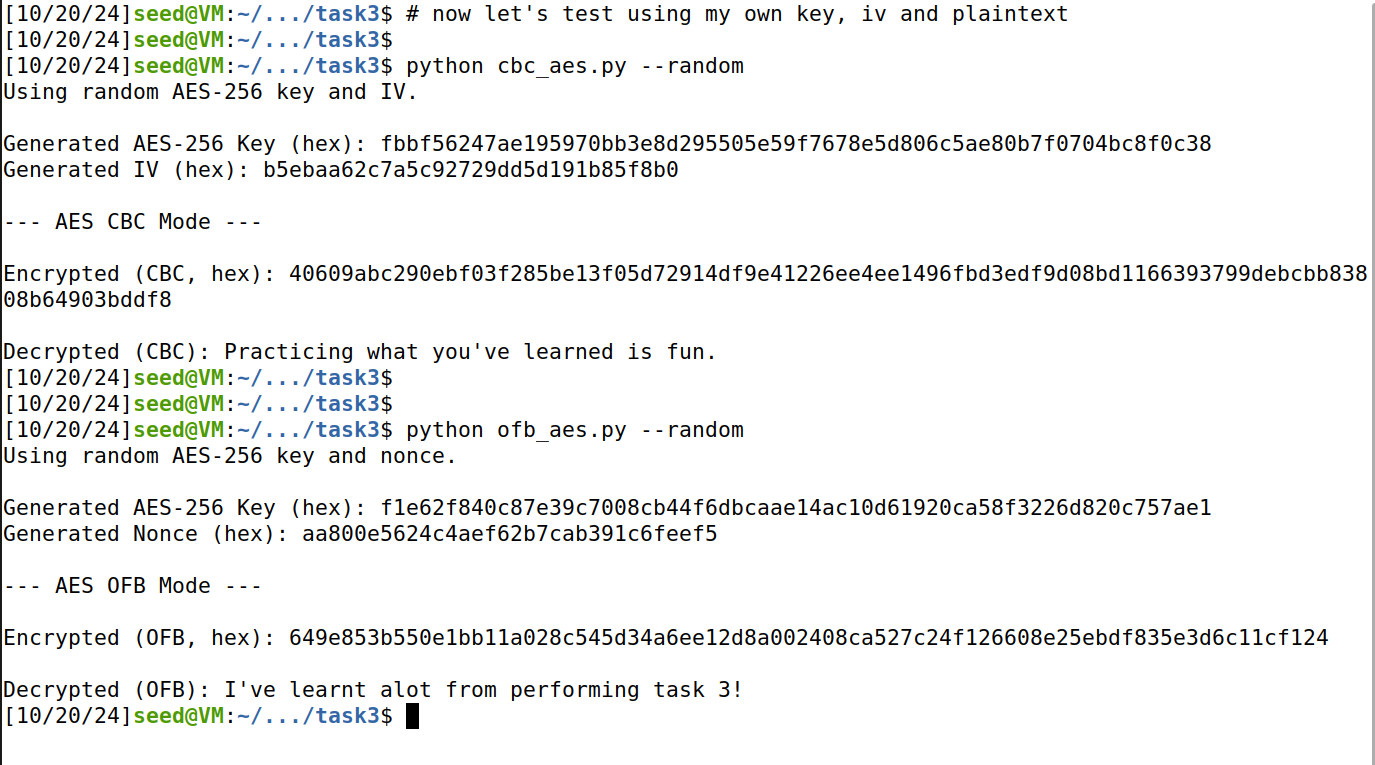 [10/20/24]seed@VM:~/.../task3$ # now let's test using my own key, iv and plaintext
[10/20/24]seed@VM:~/.../task3$
[10/20/24]seed@VM:~/.../task3$ python cbc_aes.py --random
Using random AES-256 key and IV.
Generated AES-256 Key (hex): fbbf56247ae195970bb3e8d295505e59f7678e5d806c5ae80b7f0704bc8f0c38
Generated IV (hex): b5ebaa62c7a5c92729dd5d191b85f8b0
--- AES CBC Mode ---
Encrypted (CBC, hex): 40609abc290ebf03f285be13f05d72914df9e41226ee4ee1496fbd3edf9d08bd1166393799debcbb838
08b64903bddf8
Decrypted (CBC): Practicing what you've learned is fun.
[10/20/24]seed@VM:~/.../task3$
[10/20/24]seed@VM:~/.../task3$
[10/20/24]seed@VM:~/.../task3$ python ofb_aes.py --random
Using random AES-256 key and nonce.
Generated AES-256 Key (hex): f1e62f840c87e39c7008cb44f6dbcaae14ac10d61920ca58f3226d820c757ae1
Generated Nonce (hex): aa800e5624c4aef62b7cab391c6feef5
--- AES OFB Mode ---
Encrypted (OFB, hex): 649e853b550e1bb11a028c545d34a6ee12d8a002408ca527c24f126608e25ebdf835e3d6c11cf124
Decrypted (OFB): I've learnt alot from performing task 3!
[10/20/24]seed@VM:~/.../task3$